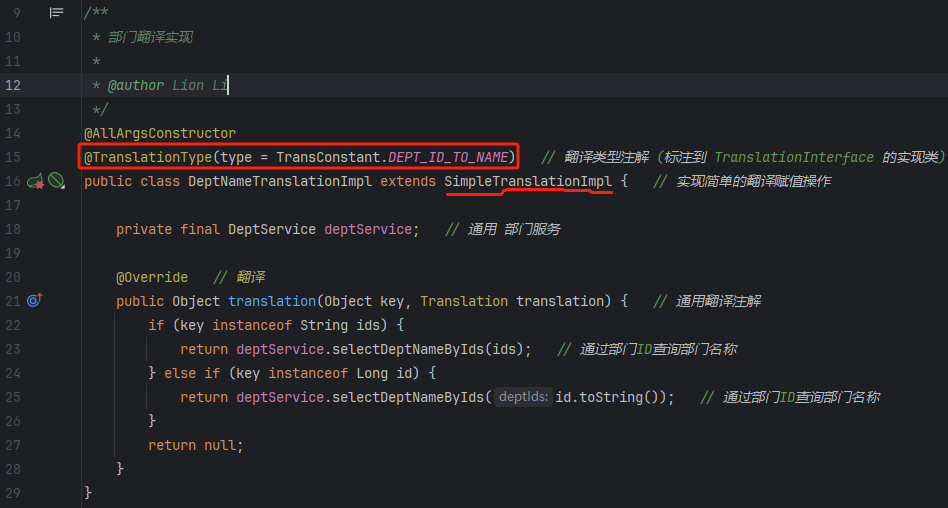 9 /**
10  * 部门翻译实现
11  *
12  * @author Lion Li
13  */
14 @AllArgsConstructor
15 @TranslationType(type = TransConstant.DEPT_ID_TO_NAME)   // 翻译类型注解 (标注到 TranslationInterface 的实现类)
16 public class DeptNameTranslationImpl extends SimpleTranslationImpl {   // 实现简单的翻译赋值操作
17
18     private final DeptService deptService;   // 通用 部门服务
19
20     @Override   // 翻译
21     public Object translation(Object key, Translation translation) {   // 通用翻译注解
22         if (key instanceof String ids) {
23             return deptService.selectDeptNameByIds(ids);   // 通过部门ID查询部门名称
24         } else if (key instanceof Long id) {
25             return deptService.selectDeptNameByIds( deptIds: id.toString());   // 通过部门ID查询部门名称
26         }
27         return null;
28     }
29 }